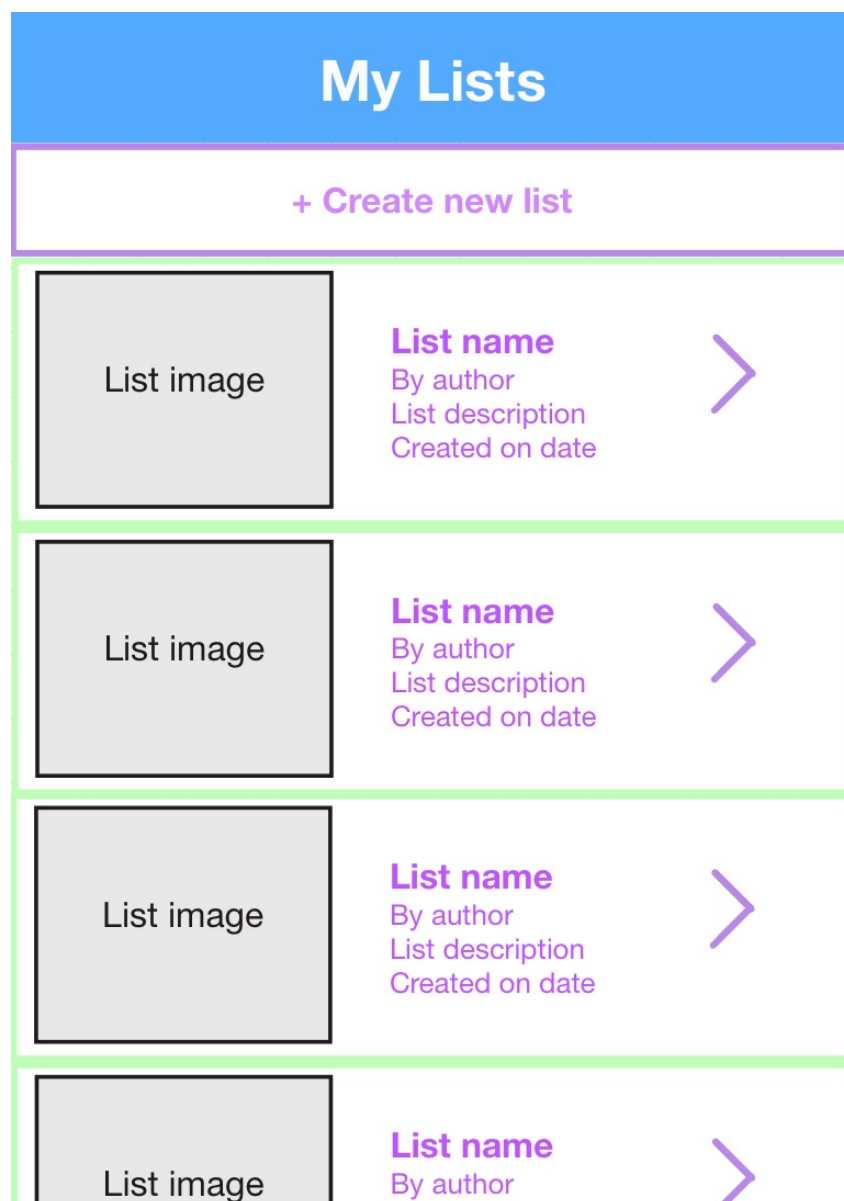 My Lists
+ Create new list
List image
List name
By author
List description
Created on date
List image
List name
By author
List description
Created on date
List image
List name
By author
List description
Created on date
List image
List name
By author